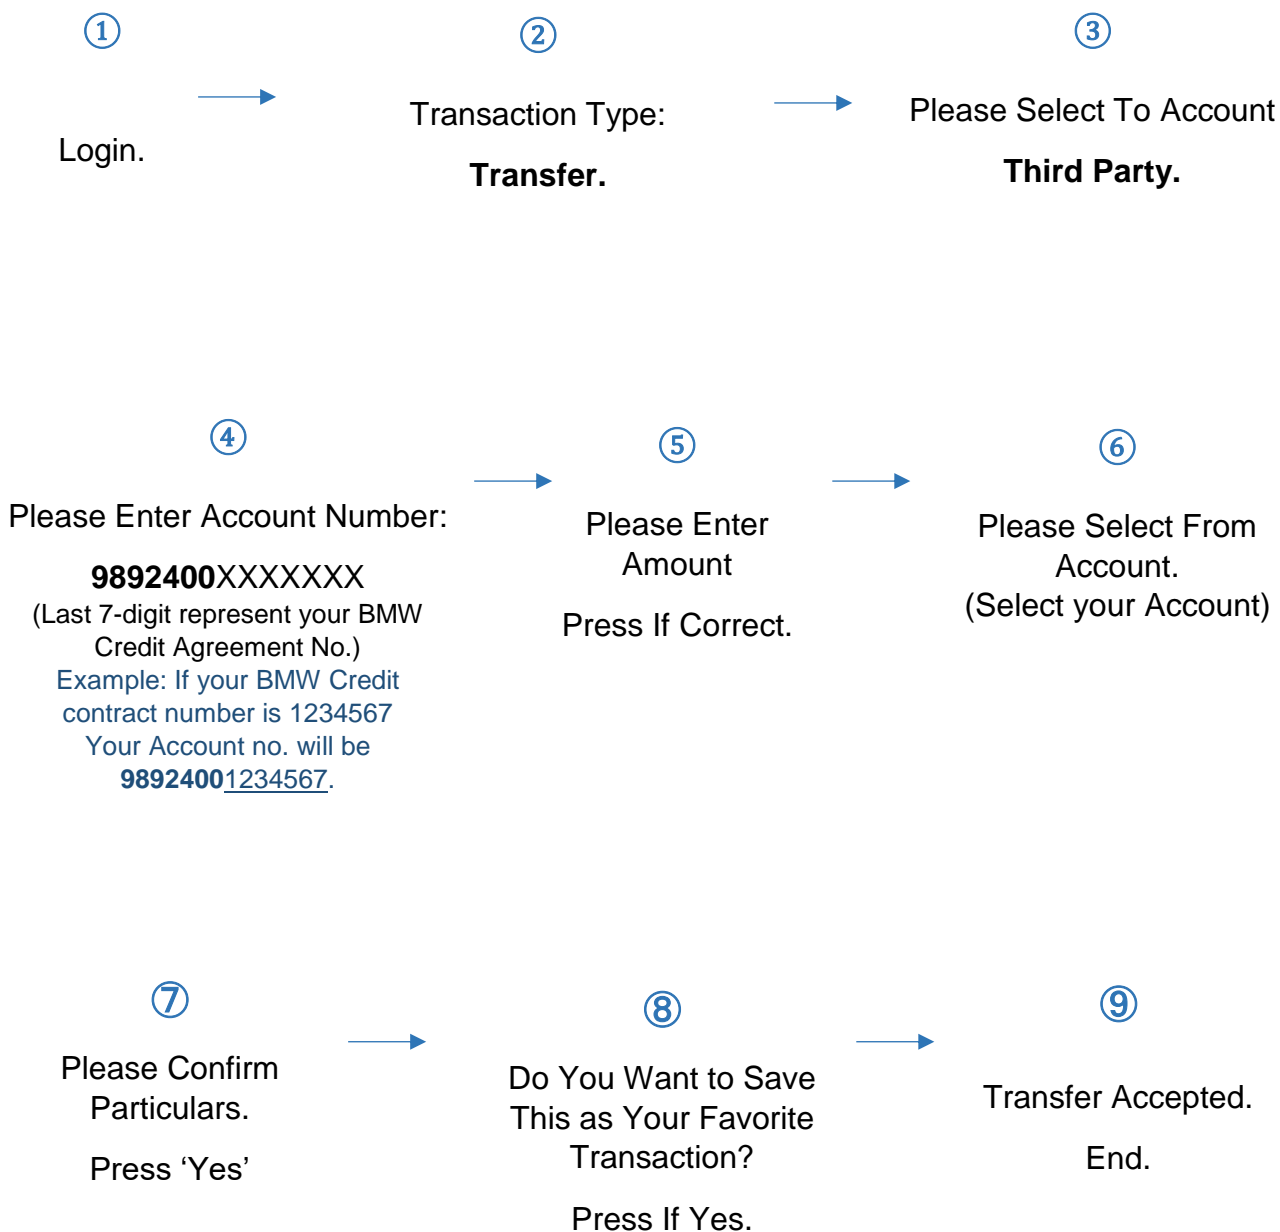 ①
Login.
②
Transaction Type:
Transfer.
③
Please Select To Account
Third Party.
④
Please Enter Account Number:
9892400XXXXXXX
(Last 7-digit represent your BMW
Credit Agreement No.)
Example: If your BMW Credit
contract number is 1234567
Your Account no. will be
98924001234567.
⑤
Please Enter
Amount
Press If Correct.
⑥
Please Select From
Account.
(Select your Account)
⑦
Please Confirm
Particulars.
Press ‘Yes’
⑧
Do You Want to Save
This as Your Favorite
Transaction?
Press If Yes.
⑨
Transfer Accepted.
End.